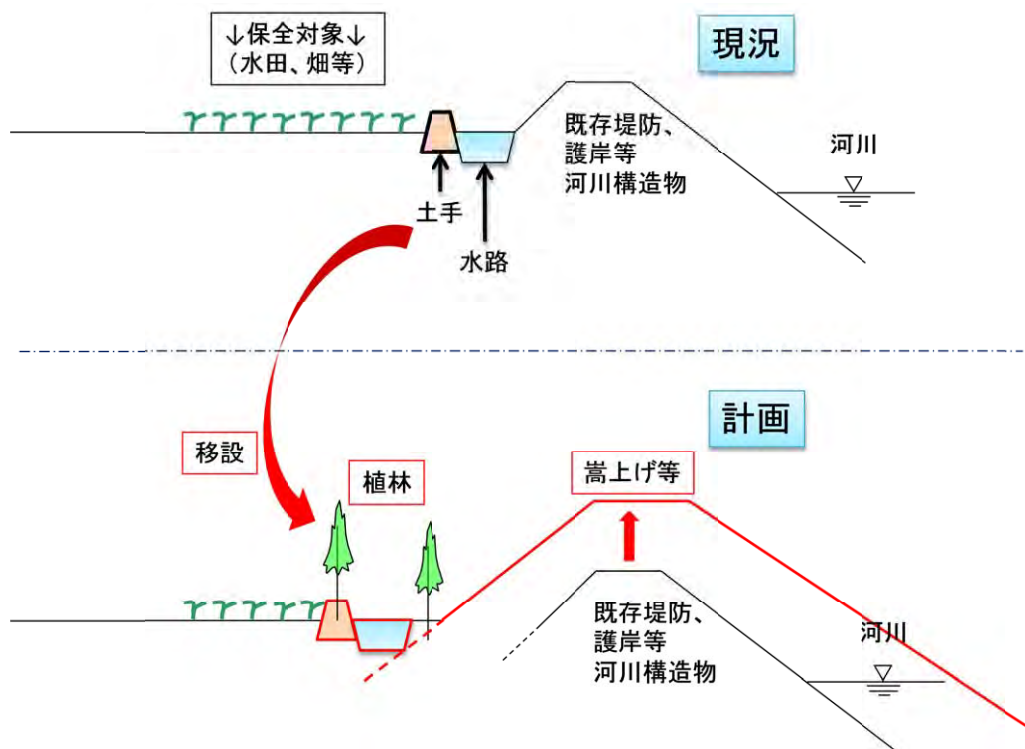 ↓保全対象↓
（水田、畑等）
現況
既存堤防、
護岸等
河川構造物
河川
土手
水路
計画
移設
植林
嵩上げ等
既存堤防、
護岸等
河川構造物
河川